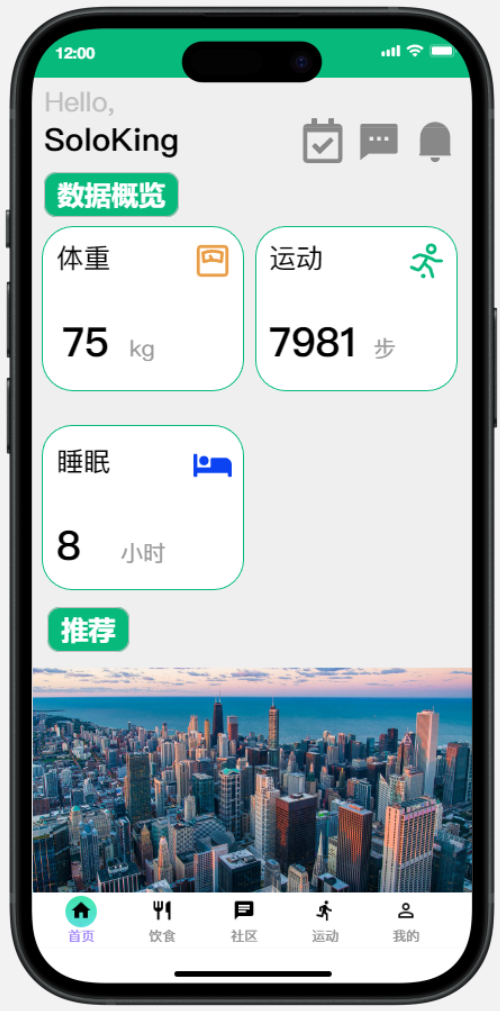 12:00
Hello,
SoloKing
数据概览
体重
运动
75 kg
7981 步
睡眠
8 小时
推荐
首页 饮食 社区 运动 我的